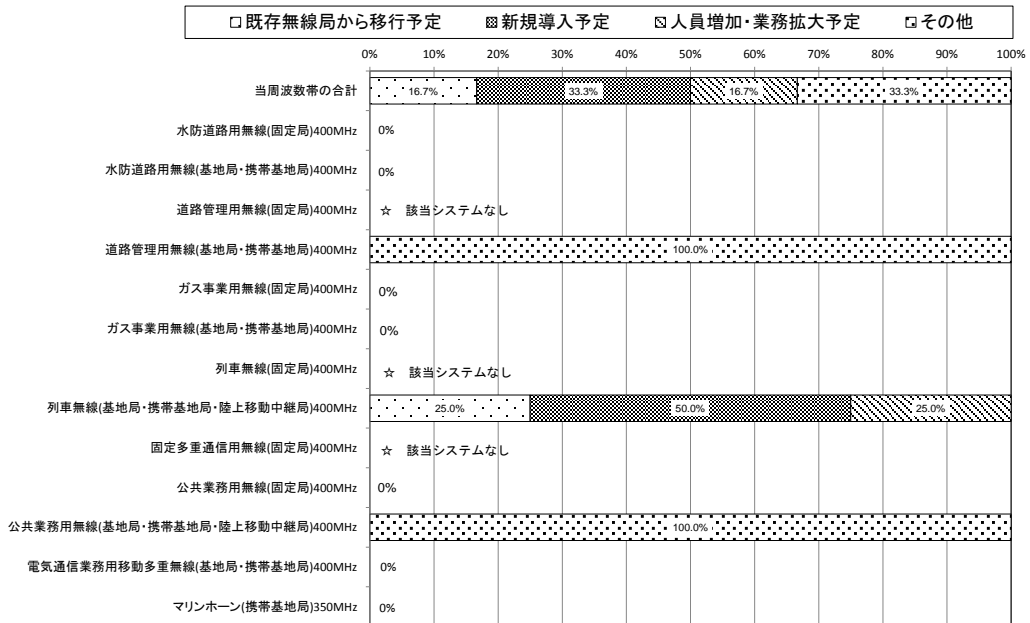 既存無線局から移行予定 新規導入予定 人員増加・業務拡大予定 その他
0% 10% 20% 30% 40% 50% 60% 70% 80% 90% 100%
当周波数帯の合計 16.7% 33.3% 16.7% 33.3%
水防道路用無線(固定局)400MHz 0%
水防道路用無線(基地局・携帯基地局)400MHz 0%
道路管理用無線(固定局)400MHz ☆ 該当システムなし
道路管理用無線(基地局・携帯基地局)400MHz 100.0%
ガス事業用無線(固定局)400MHz 0%
ガス事業用無線(基地局・携帯基地局)400MHz 0%
列車無線(固定局)400MHz ☆ 該当システムなし
列車無線(基地局・携帯基地局・陸上移動中継局)400MHz 25.0% 50.0% 25.0%
固定多重通信用無線(固定局)400MHz ☆ 該当システムなし
公共業務用無線(固定局)400MHz 0%
公共業務用無線(基地局・携帯基地局・陸上移動中継局)400MHz 100.0%
電気通信業務用移動多重無線(基地局・携帯基地局)400MHz 0%
マリンホーン(携帯基地局)350MHz 0%